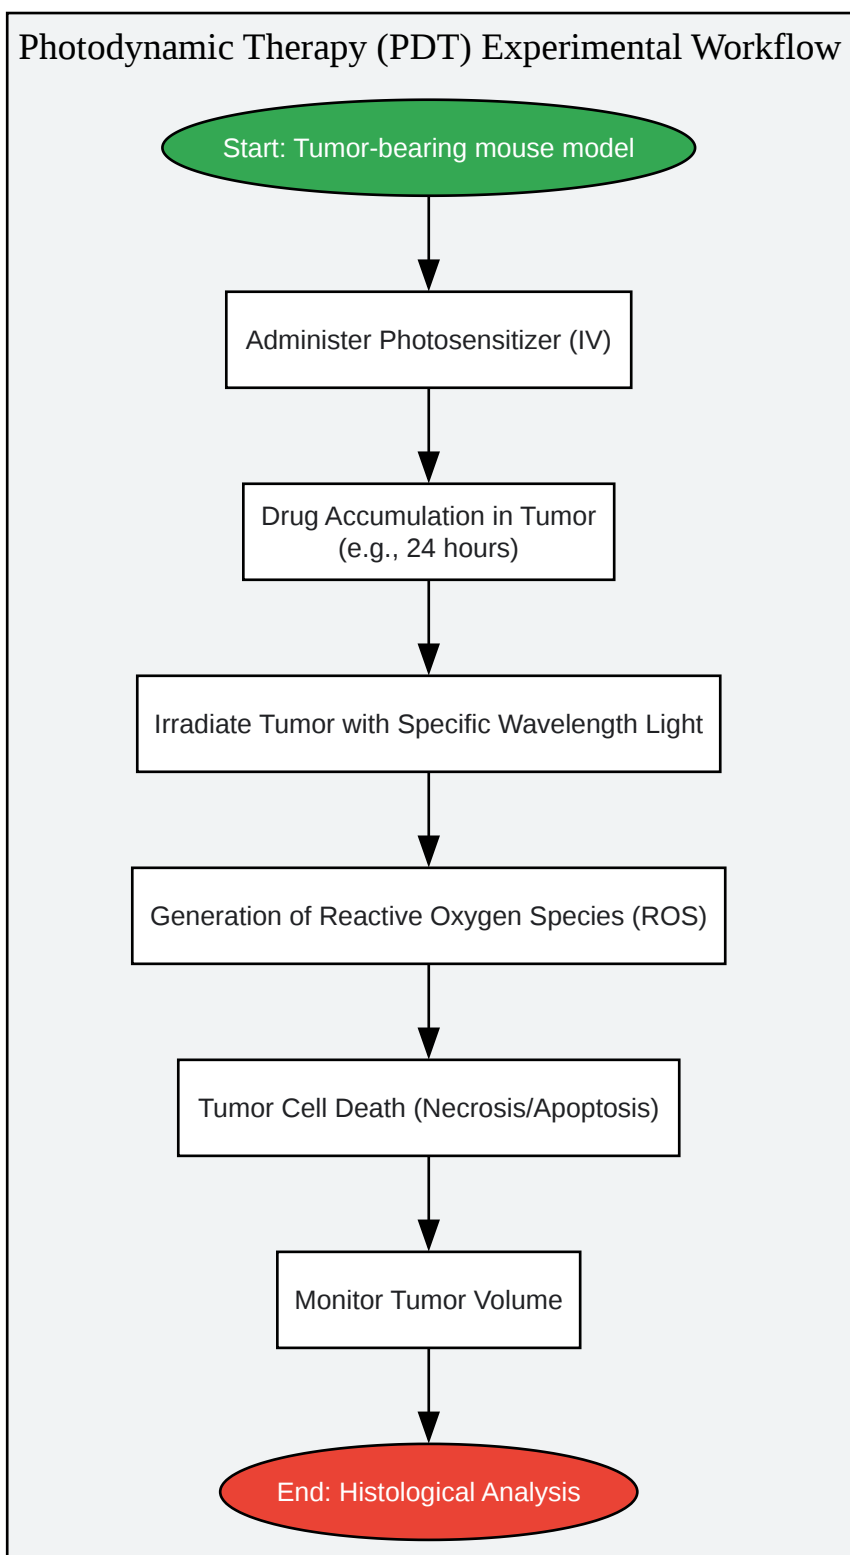 Photodynamic Therapy (PDT) Experimental Workflow
Start: Tumor-bearing mouse model
Administer Photosensitizer (IV)
Drug Accumulation in Tumor
(e.g., 24 hours)
Irradiate Tumor with Specific Wavelength Light
Generation of Reactive Oxygen Species (ROS)
Tumor Cell Death (Necrosis/Apoptosis)
Monitor Tumor Volume
End: Histological Analysis